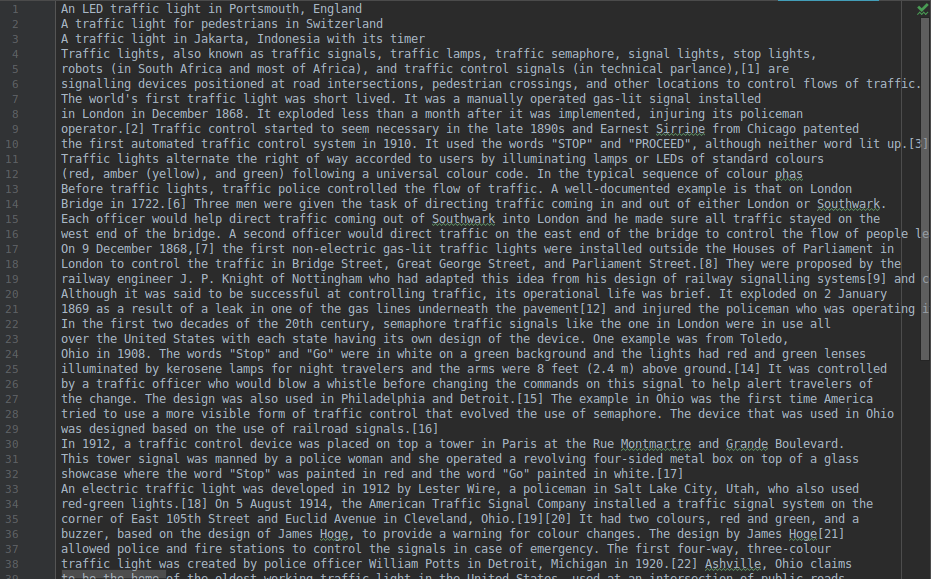 1 An LED traffic light in Portsmouth, England
2 A traffic light for pedestrians in Switzerland
3 A traffic light in Jakarta, Indonesia with its timer
4 Traffic lights, also known as traffic signals, traffic lamps, traffic semaphore, signal lights, stop lights,
5 robots (in South Africa and most of Africa), and traffic control signals (in technical parlance),[1] are
6 signalling devices positioned at road intersections, pedestrian crossings, and other locations to control flows of traffic.
7 The world's first traffic light was short lived. It was a manually operated gas-lit signal installed
8 in London in December 1868. It exploded less than a month after it was implemented, injuring its policeman
9 operator.[2] Traffic control started to seem necessary in the late 1890s and Earnest Sirrine from Chicago patented
10 the first automated traffic control system in 1910. It used the words "STOP" and "PROCEED", although neither word lit up.[3]
11 Traffic lights alternate the right of way accorded to users by illuminating lamps or LEDs of standard colours
12 (red, amber (yellow), and green) following a universal colour code. In the typical sequence of colour phas
13 Before traffic lights, traffic police controlled the flow of traffic. A well-documented example is that on London
14 Bridge in 1722.[6] Three men were given the task of directing traffic coming in and out of either London or Southwark.
15 Each officer would help direct traffic coming out of Southwark into London and he made sure all traffic stayed on the
16 west end of the bridge. A second officer would direct traffic on the east end of the bridge to control the flow of people le
17 On 9 December 1868,[7] the first non-electric gas-lit traffic lights were installed outside the Houses of Parliament in
18 London to control the traffic in Bridge Street, Great George Street, and Parliament Street.[8] They were proposed by the
19 railway engineer J. P. Knight of Nottingham who had adapted this idea from his design of railway signalling systems[9] and c
20 Although it was said to be successful at controlling traffic, its operational life was brief. It exploded on 2 January
21 1869 as a result of a leak in one of the gas lines underneath the pavement[12] and injured the policeman who was operating i
22 In the first two decades of the 20th century, semaphore traffic signals like the one in London were in use all
23 over the United States with each state having its own design of the device. One example was from Toledo,
24 Ohio in 1908. The words "Stop" and "Go" were in white on a green background and the lights had red and green lenses
25 illuminated by kerosene lamps for night travelers and the arms were 8 feet (2.4 m) above ground.[14] It was controlled
26 by a traffic officer who would blow a whistle before changing the commands on this signal to help alert travelers of
27 the change. The design was also used in Philadelphia and Detroit.[15] The example in Ohio was the first time America
28 tried to use a more visible form of traffic control that evolved the use of semaphore. The device that was used in Ohio
29 was designed based on the use of railroad signals.[16]
30 In 1912, a traffic control device was placed on top a tower in Paris at the Rue Montmartre and Grande Boulevard.
31 This tower signal was manned by a police woman and she operated a revolving four-sided metal box on top of a glass
32 showcase where the word "Stop" was painted in red and the word "Go" painted in white.[17]
33 An electric traffic light was developed in 1912 by Lester Wire, a policeman in Salt Lake City, Utah, who also used
34 red-green lights.[18] On 5 August 1914, the American Traffic Signal Company installed a traffic signal system on the
35 corner of East 105th Street and Euclid Avenue in Cleveland, Ohio.[19][20] It had two colours, red and green, and a
36 buzzer, based on the design of James Hoge, to provide a warning for colour changes. The design by James Hoge[21]
37 allowed police and fire stations to control the signals in case of emergency. The first four-way, three-colour
38 traffic light was created by police officer William Potts in Detroit, Michigan in 1920.[22] Ashville, Ohio claims
39 to be the home of the oldest working traffic light in the United States, used at an intersection of public roads